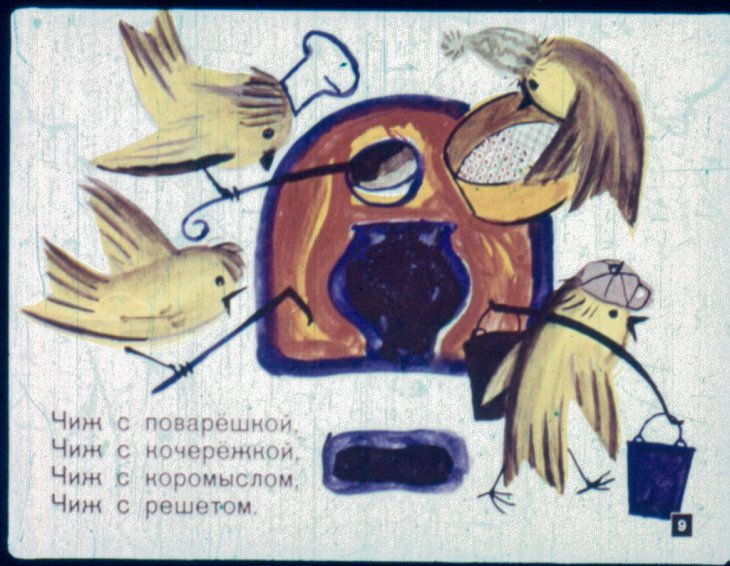 Чиж с поварёшкой,
Чиж с кочерёжкой,
Чиж с коромыслом,
Чиж с решетом.
9